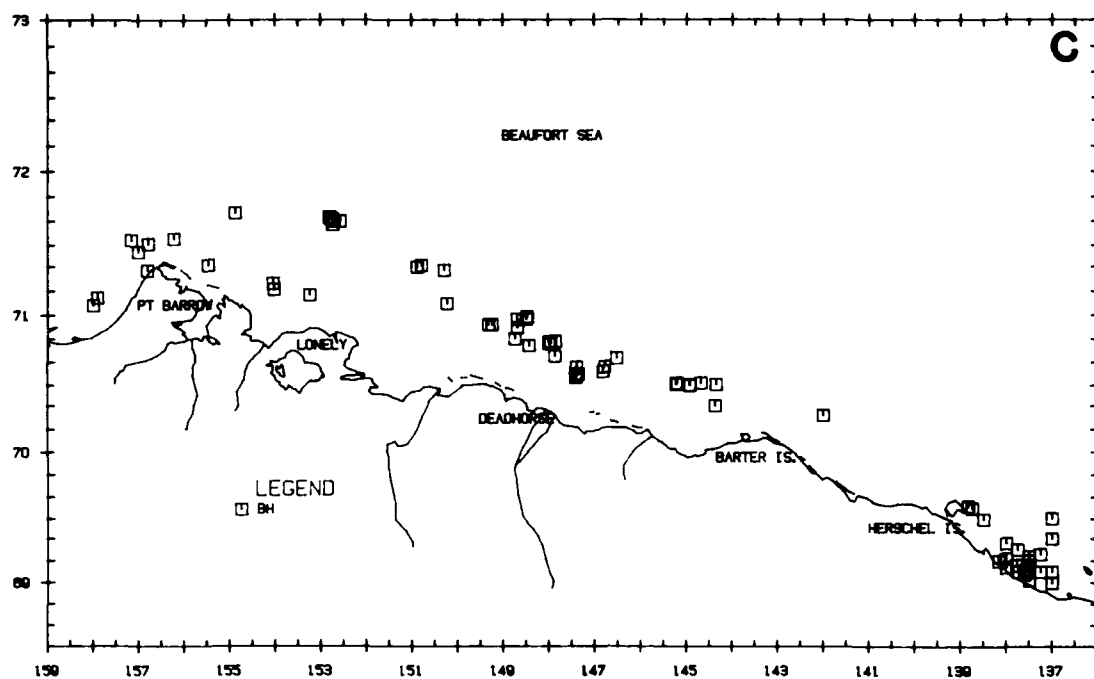 73
C
BEAUFORT SEA
72
71
PT BARROW
LONELY
DEADHORSE
70
BARTER IS.
LEGEND
BH
HERSCHEL IS.
69
159 157 155 153 151 149 147 145 143 141 139 137